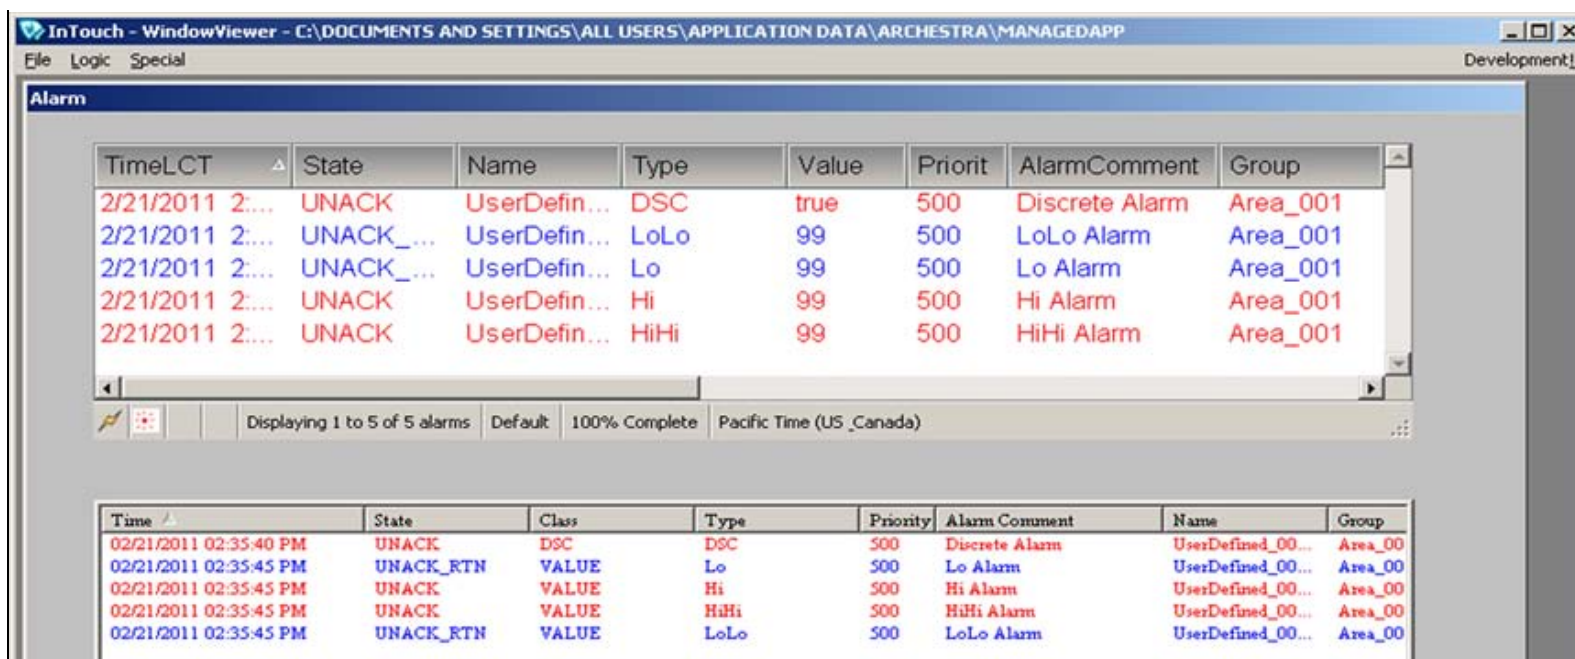 InTouch - WindowViewer - C:\DOCUMENTS AND SETTINGS\ALL USERS\APPLICATION DATA\ARCHESTRA\MANAGEDAPP
File Logic Special Development!
Alarm
TimeLCT State Name Type Value Priorit AlarmComment Group
2/21/2011 2:... UNACK UserDefin... DSC true 500 Discrete Alarm Area_001
2/21/2011 2:... UNACK_... UserDefin... LoLo 99 500 LoLo Alarm Area_001
2/21/2011 2:... UNACK_... UserDefin... Lo 99 500 Lo Alarm Area_001
2/21/2011 2:... UNACK UserDefin... Hi 99 500 Hi Alarm Area_001
2/21/2011 2:... UNACK UserDefin... HiHi 99 500 HiHi Alarm Area_001
Displaying 1 to 5 of 5 alarms Default 100% Complete Pacific Time (US_Canada)
Time State Class Type Priority Alarm Comment Name Group
02/21/2011 02:35:40 PM UNACK DSC DSC 500 Discrete Alarm UserDefined_00... Area_00
02/21/2011 02:35:45 PM UNACK_RTN VALUE Lo 500 Lo Alarm UserDefined_00... Area_00
02/21/2011 02:35:45 PM UNACK VALUE Hi 500 Hi Alarm UserDefined_00... Area_00
02/21/2011 02:35:45 PM UNACK VALUE HiHi 500 HiHi Alarm UserDefined_00... Area_00
02/21/2011 02:35:45 PM UNACK_RTN VALUE LoLo 500 LoLo Alarm UserDefined_00... Area_00